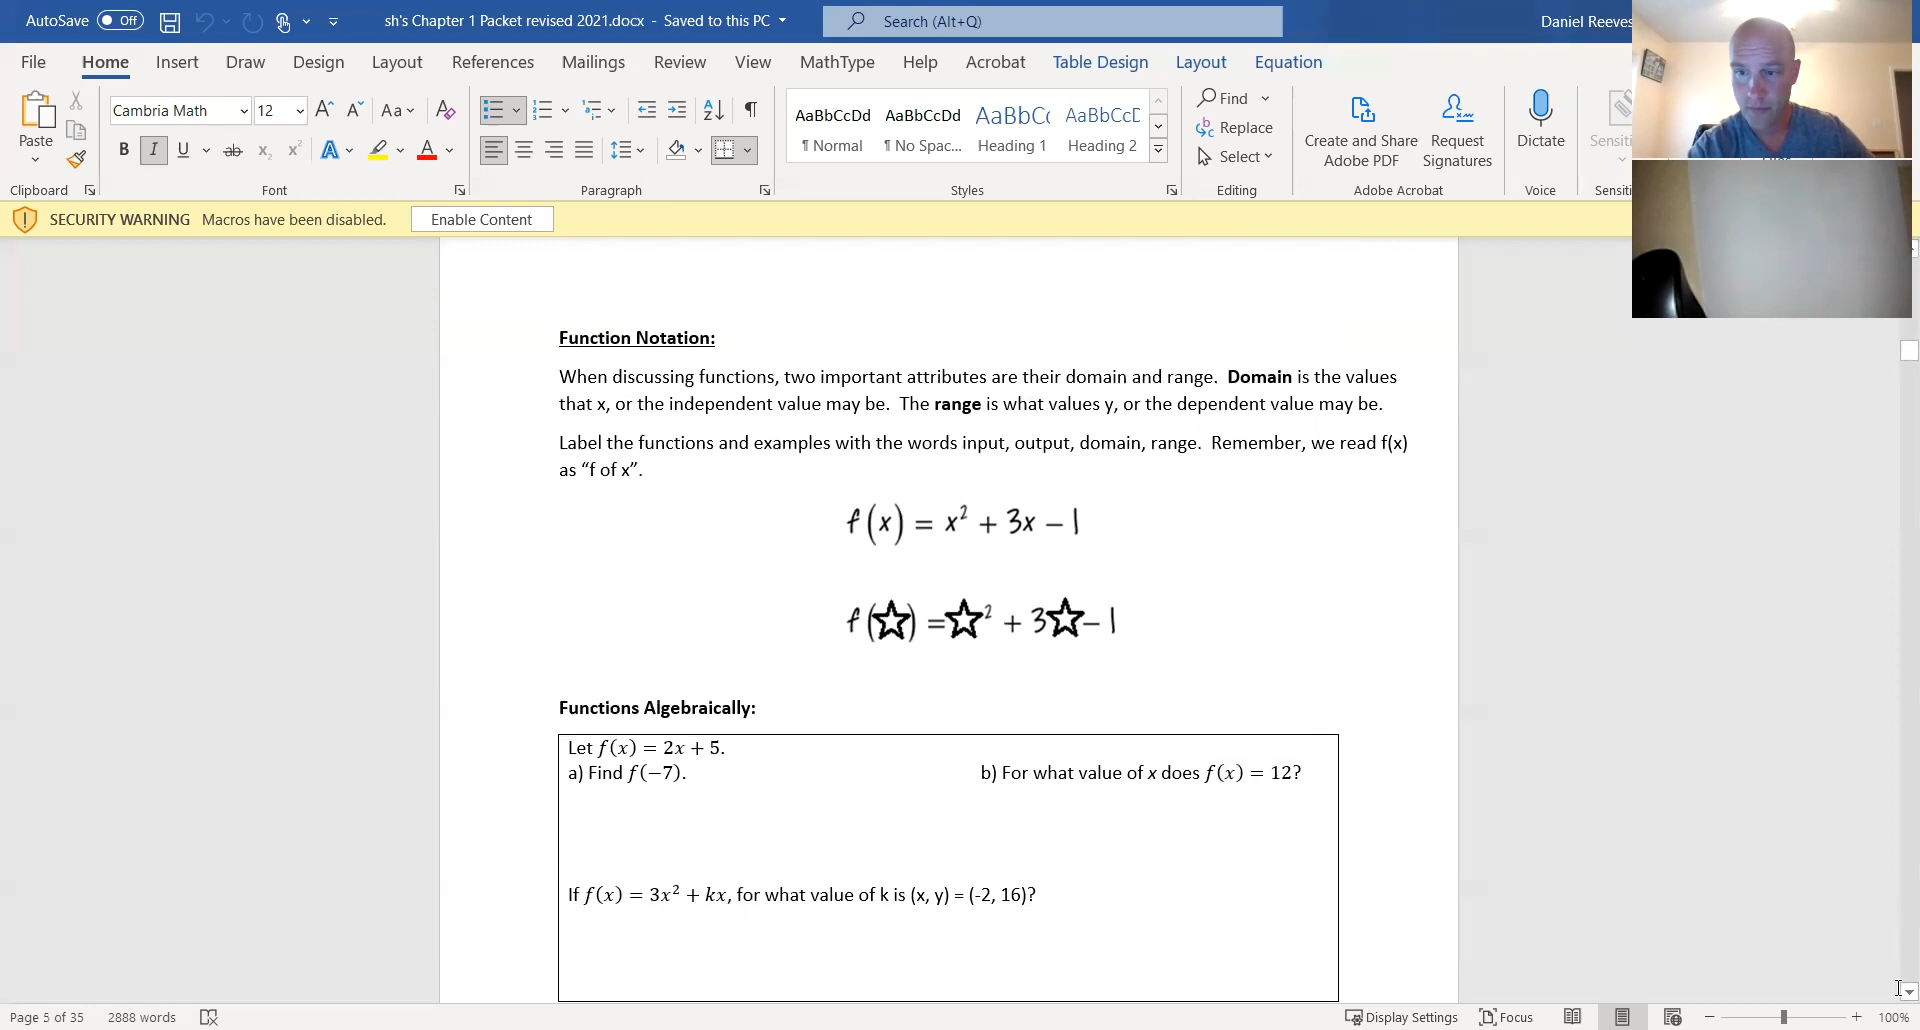 AutoSave Off sh's Chapter 1 Packet revised 2021.docx - Saved to this PC Search (Alt+Q) Daniel Reeves
File Home Insert Draw Design Layout References Mailings Review View MathType Help Acrobat Table Design Layout Equation
Cambria Math 12 Aa
Paste
B I U ab x₂ x² A A
AaBbCcDd AaBbCcDd AaBbC AaBbCcD
¶ Normal ¶ No Spac... Heading 1 Heading 2
Find
Replace
Select
Create and Share Adobe PDF
Request Signatures
Dictate
Sensiti
Clipboard Font Paragraph Styles Editing Adobe Acrobat Voice Sensiti
SECURITY WARNING Macros have been disabled. Enable Content
Function Notation:
When discussing functions, two important attributes are their domain and range. Domain is the values
that x, or the independent value may be. The range is what values y, or the dependent value may be.
Label the functions and examples with the words input, output, domain, range. Remember, we read f(x)
as “f of x”.
f(x) = x² + 3x – 1
f(☆) = ☆² + 3☆ – 1
Functions Algebraically:
Let f(x) = 2x + 5.
a) Find f(−7). b) For what value of x does f(x) = 12?
If f(x) = 3x² + kx, for what value of k is (x, y) = (-2, 16)?
Page 5 of 35 2888 words Display Settings Focus 100%